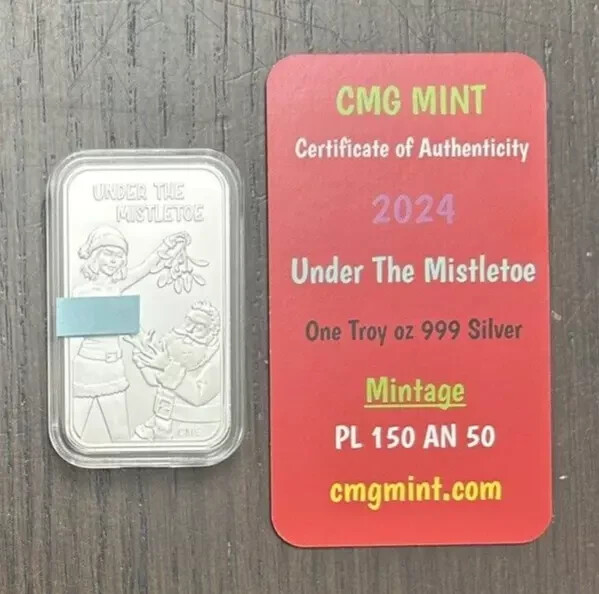 UNDER THE
MISTLETOE
CMG MINT
Certificate of Authenticity
2024
Under The Mistletoe
One Troy oz 999 Silver
Mintage
PL 150 AN 50
cmgmint.com